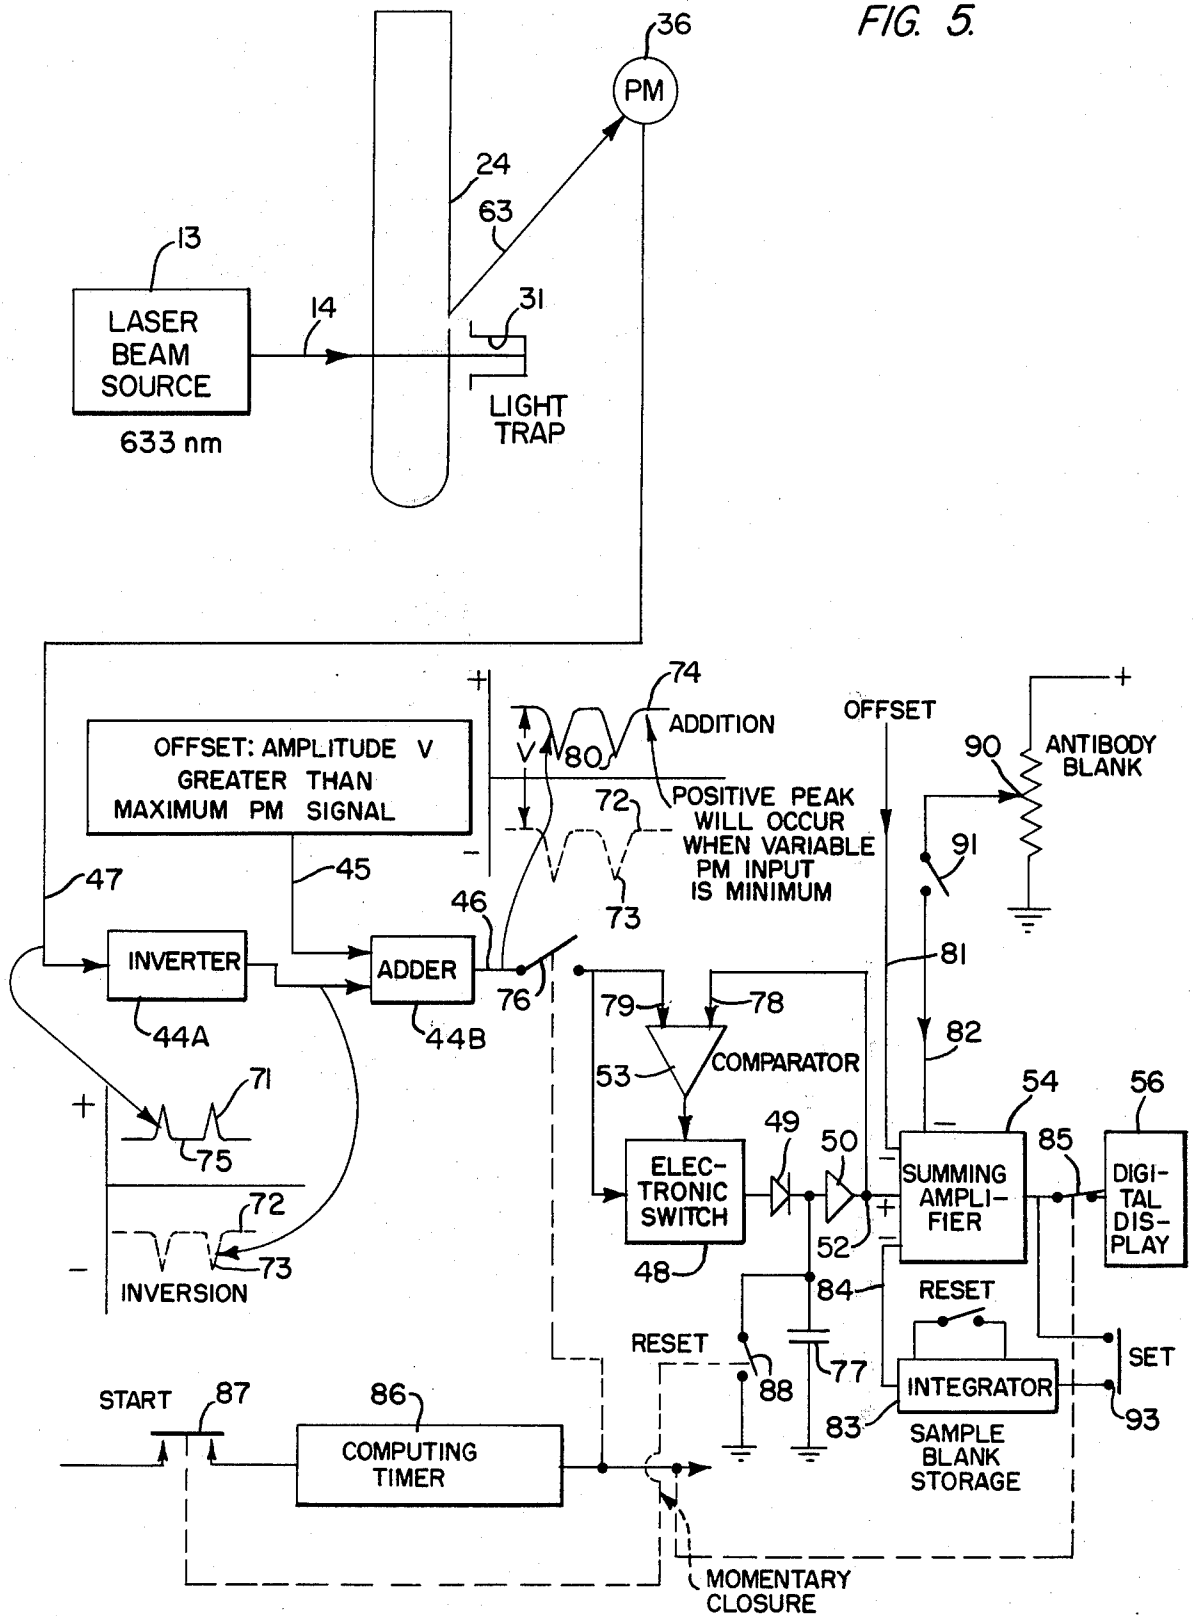 FIG. 5.
36
PM
24
63
13
LASER
BEAM
SOURCE
633 nm
14
31
LIGHT
TRAP
OFFSET: AMPLITUDE V
GREATER THAN
MAXIMUM PM SIGNAL
+
74
ADDITION
V
80
72
−
73
POSITIVE PEAK
WILL OCCUR
WHEN VARIABLE
PM INPUT
IS MINIMUM
OFFSET
+
90
ANTIBODY
BLANK
91
47
45
46
INVERTER
44A
ADDER
44B
76
79
78
81
82
53
COMPARATOR
+
71
75
72
−
73
INVERSION
ELEC-
TRONIC
SWITCH
48
49
50
52
−
−
+
−
SUMMING
AMPLI-
FIER
54
85
56
DIGI-
TAL
DIS-
PLAY
84
RESET
INTEGRATOR
83
SAMPLE
BLANK
STORAGE
SET
93
RESET
88
77
START
87
86
COMPUTING
TIMER
MOMENTARY
CLOSURE